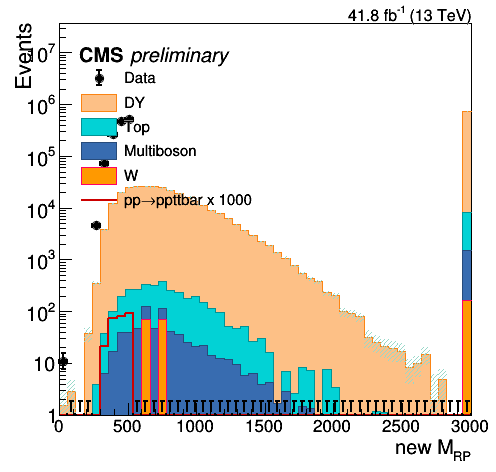 41.8 fb⁻¹ (13 TeV)
Events
CMS preliminary
Data
DY
Top
Multiboson
W
pp→ppttbar x 1000
10⁷
10⁶
10⁵
10⁴
10³
10²
10
1
0 500 1000 1500 2000 2500 3000
new M_RP